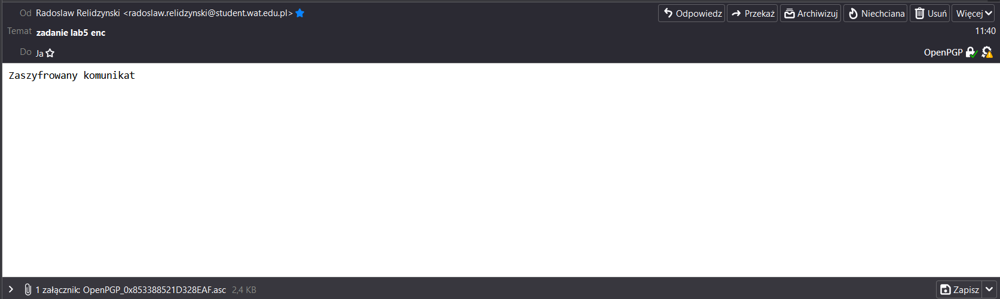 Od Radoslaw Relidzynski <radoslaw.relidzynski@student.wat.edu.pl> Odpowiedz Przekaż Archiwizuj Niechciana Usuń Więcej
Temat zadanie lab5 enc 11:40
Do Ja OpenPGP
Zaszyfrowany komunikat
1 załącznik: OpenPGP_0x853388521D328EAF.asc 2,4 KB Zapisz